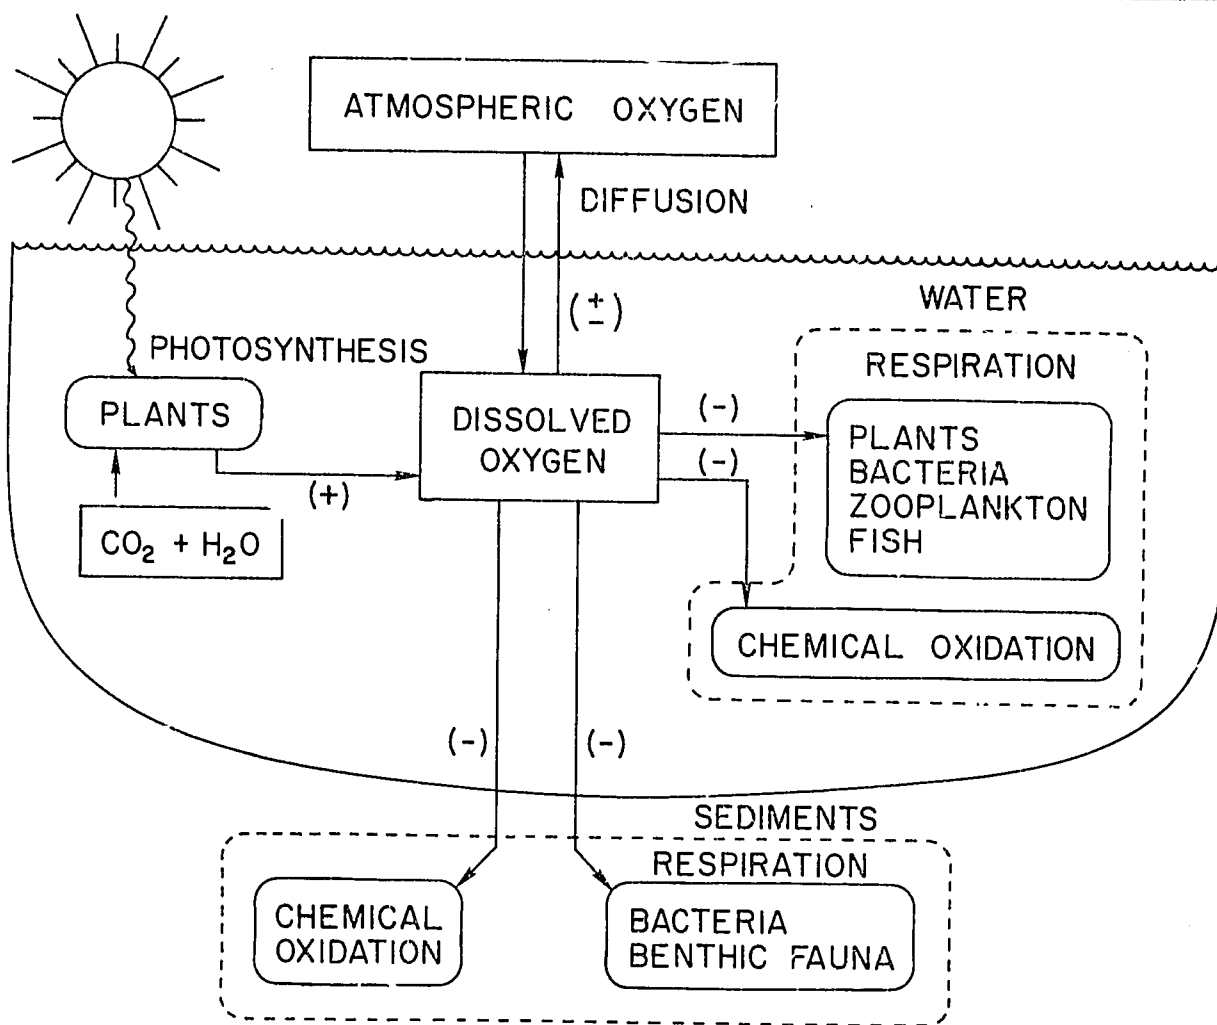 ATMOSPHERIC OXYGEN
DIFFUSION
WATER
(±)
PHOTOSYNTHESIS
RESPIRATION
PLANTS
DISSOLVED
OXYGEN
(-)
(-)
PLANTS
BACTERIA
ZOOPLANKTON
FISH
(+)
CO₂ + H₂O
CHEMICAL OXIDATION
(-)
(-)
SEDIMENTS
RESPIRATION
CHEMICAL
OXIDATION
BACTERIA
BENTHIC FAUNA